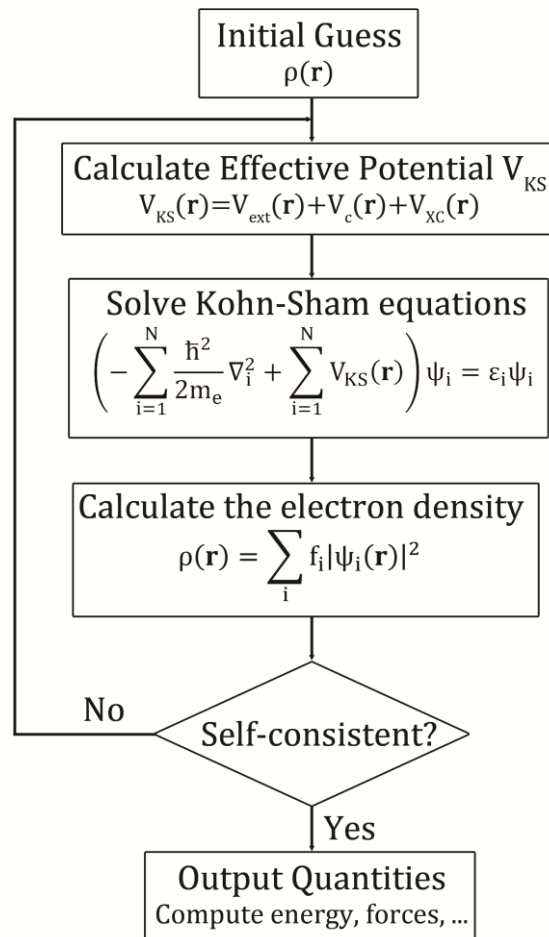 Initial Guess
ρ(𝐫)
Calculate Effective Potential V_KS
V_KS(𝐫)=V_ext(𝐫)+V_c(𝐫)+V_XC(𝐫)
Solve Kohn-Sham equations
(−∑_{i=1}^{N} ħ²/2m_e ∇_i² + ∑_{i=1}^{N} V_KS(𝐫)) ψ_i = ε_iψ_i
Calculate the electron density
ρ(𝐫) = ∑_i f_i|ψ_i(𝐫)|²
No
Self-consistent?
Yes
Output Quantities
Compute energy, forces, ...